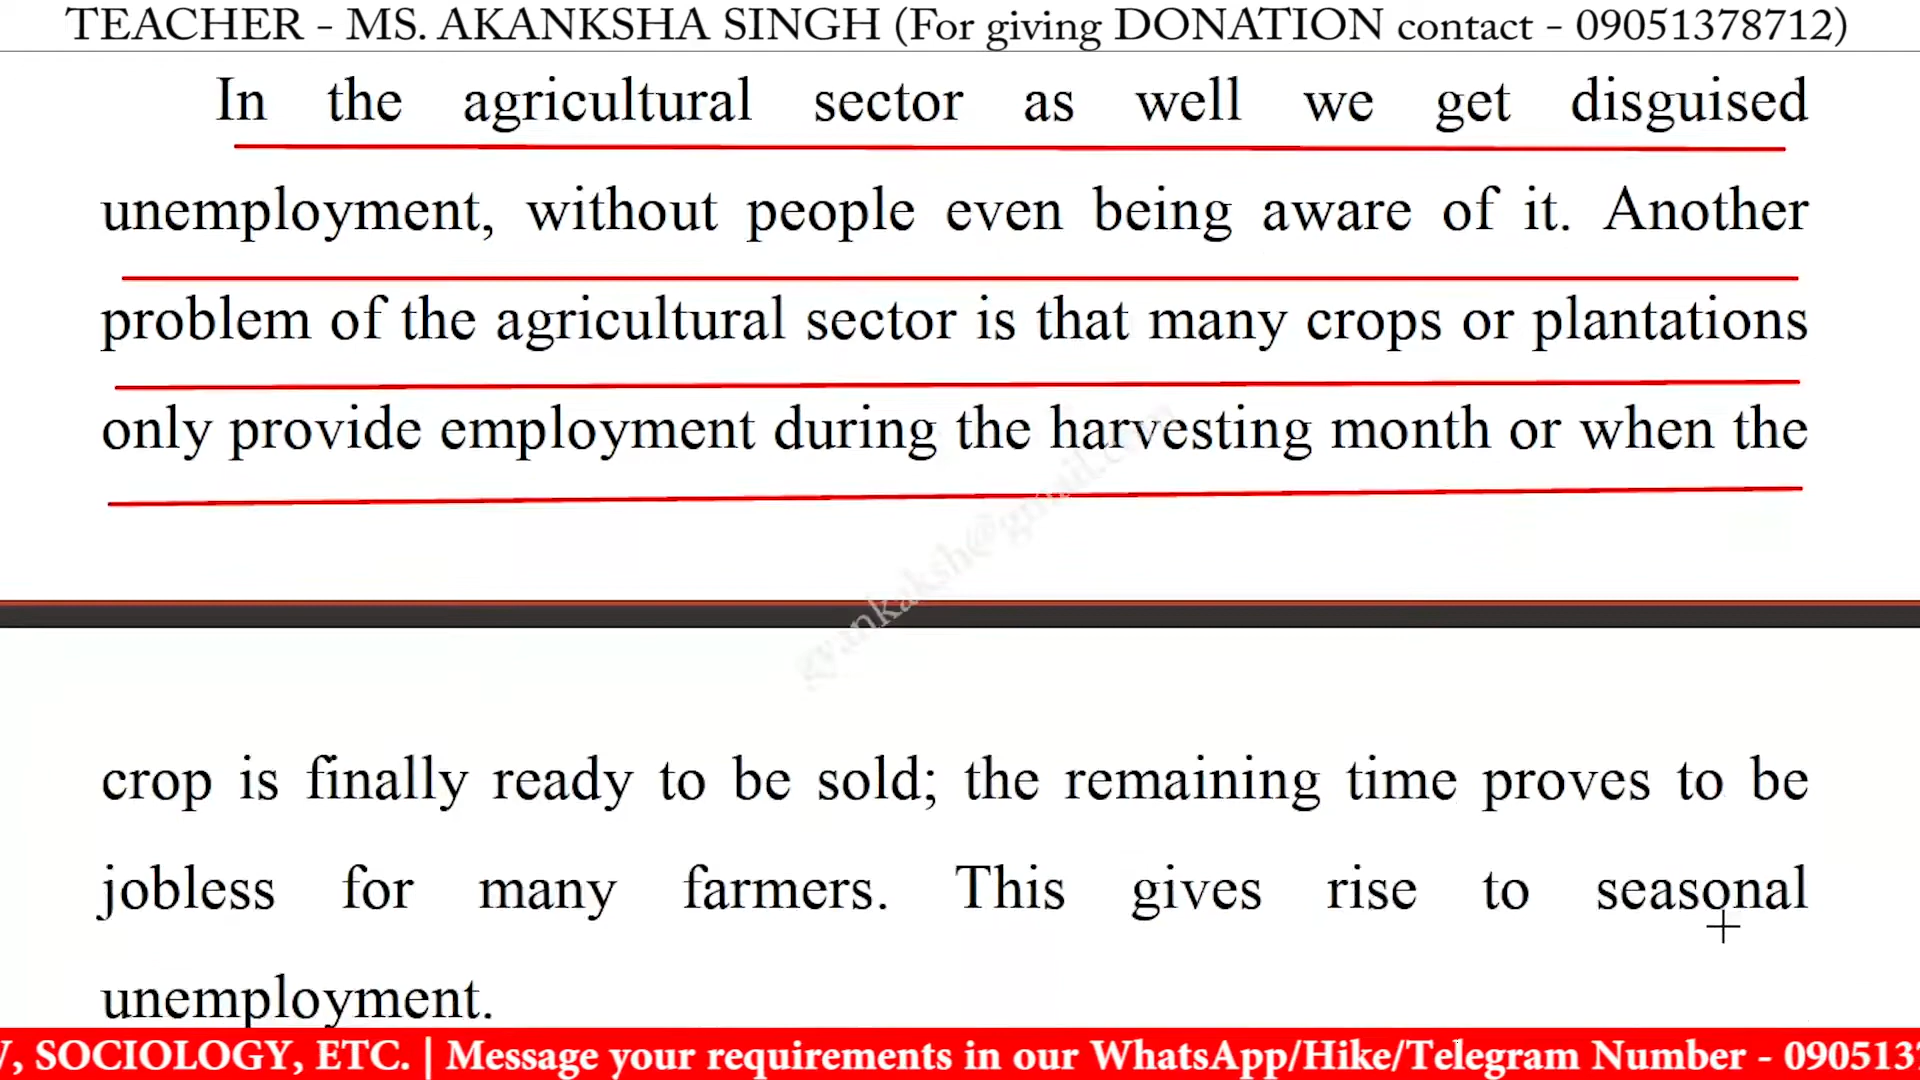 TEACHER - MS. AKANKSHA SINGH (For giving DONATION contact - 09051378712)
In the agricultural sector as well we get disguised
unemployment, without people even being aware of it. Another
problem of the agricultural sector is that many crops or plantations
only provide employment during the harvesting month or when the
crop is finally ready to be sold; the remaining time proves to be
jobless for many farmers. This gives rise to seasonal
unemployment.
, SOCIOLOGY, ETC. | Message your requirements in our WhatsApp/Hike/Telegram Number - 090513